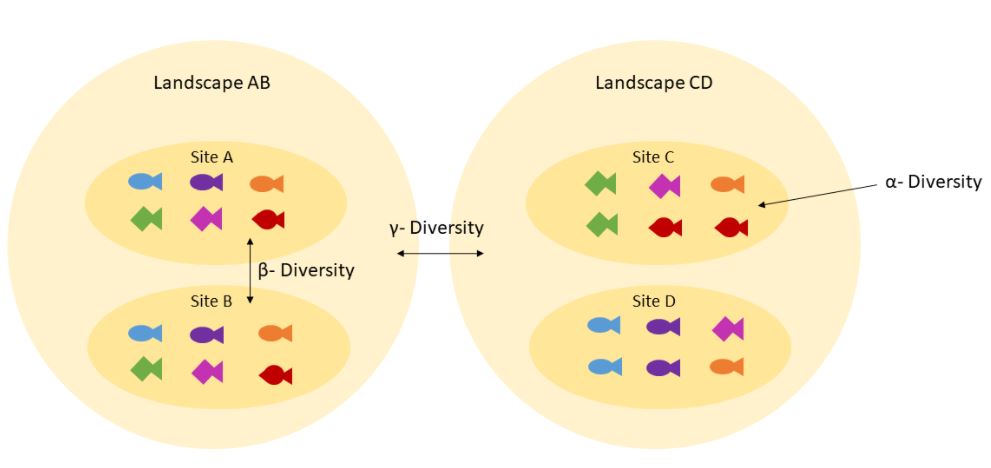 Landscape AB
Landscape CD
Site A
Site C
α- Diversity
γ- Diversity
β- Diversity
Site B
Site D